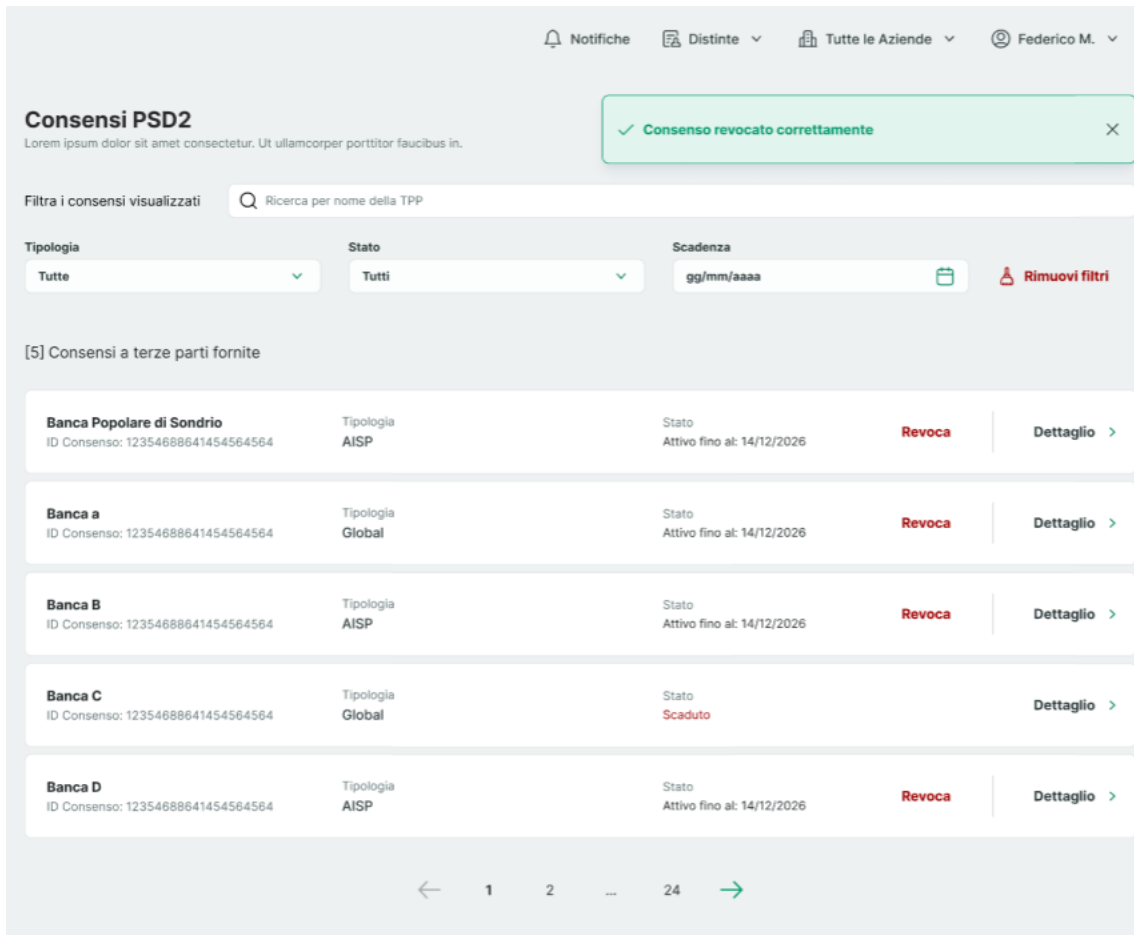 Notifiche Distinte Tutte le Aziende Federico M.
Consensi PSD2
Lorem ipsum dolor sit amet consectetur. Ut ullamcorper porttitor faucibus in.
Consenso revocato correttamente
Filtra i consensi visualizzati Ricerca per nome della TPP
Tipologia Stato Scadenza
Tutte Tutti gg/mm/aaaa Rimuovi filtri
[5] Consensi a terze parti fornite
Banca Popolare di Sondrio Tipologia Stato
ID Consenso: 12354688641454564564 AISP Attivo fino al: 14/12/2026 Revoca Dettaglio
Banca a Tipologia Stato
ID Consenso: 12354688641454564564 Global Attivo fino al: 14/12/2026 Revoca Dettaglio
Banca B Tipologia Stato
ID Consenso: 12354688641454564564 AISP Attivo fino al: 14/12/2026 Revoca Dettaglio
Banca C Tipologia Stato
ID Consenso: 12354688641454564564 Global Scaduto Dettaglio
Banca D Tipologia Stato
ID Consenso: 12354688641454564564 AISP Attivo fino al: 14/12/2026 Revoca Dettaglio
1 2 ... 24